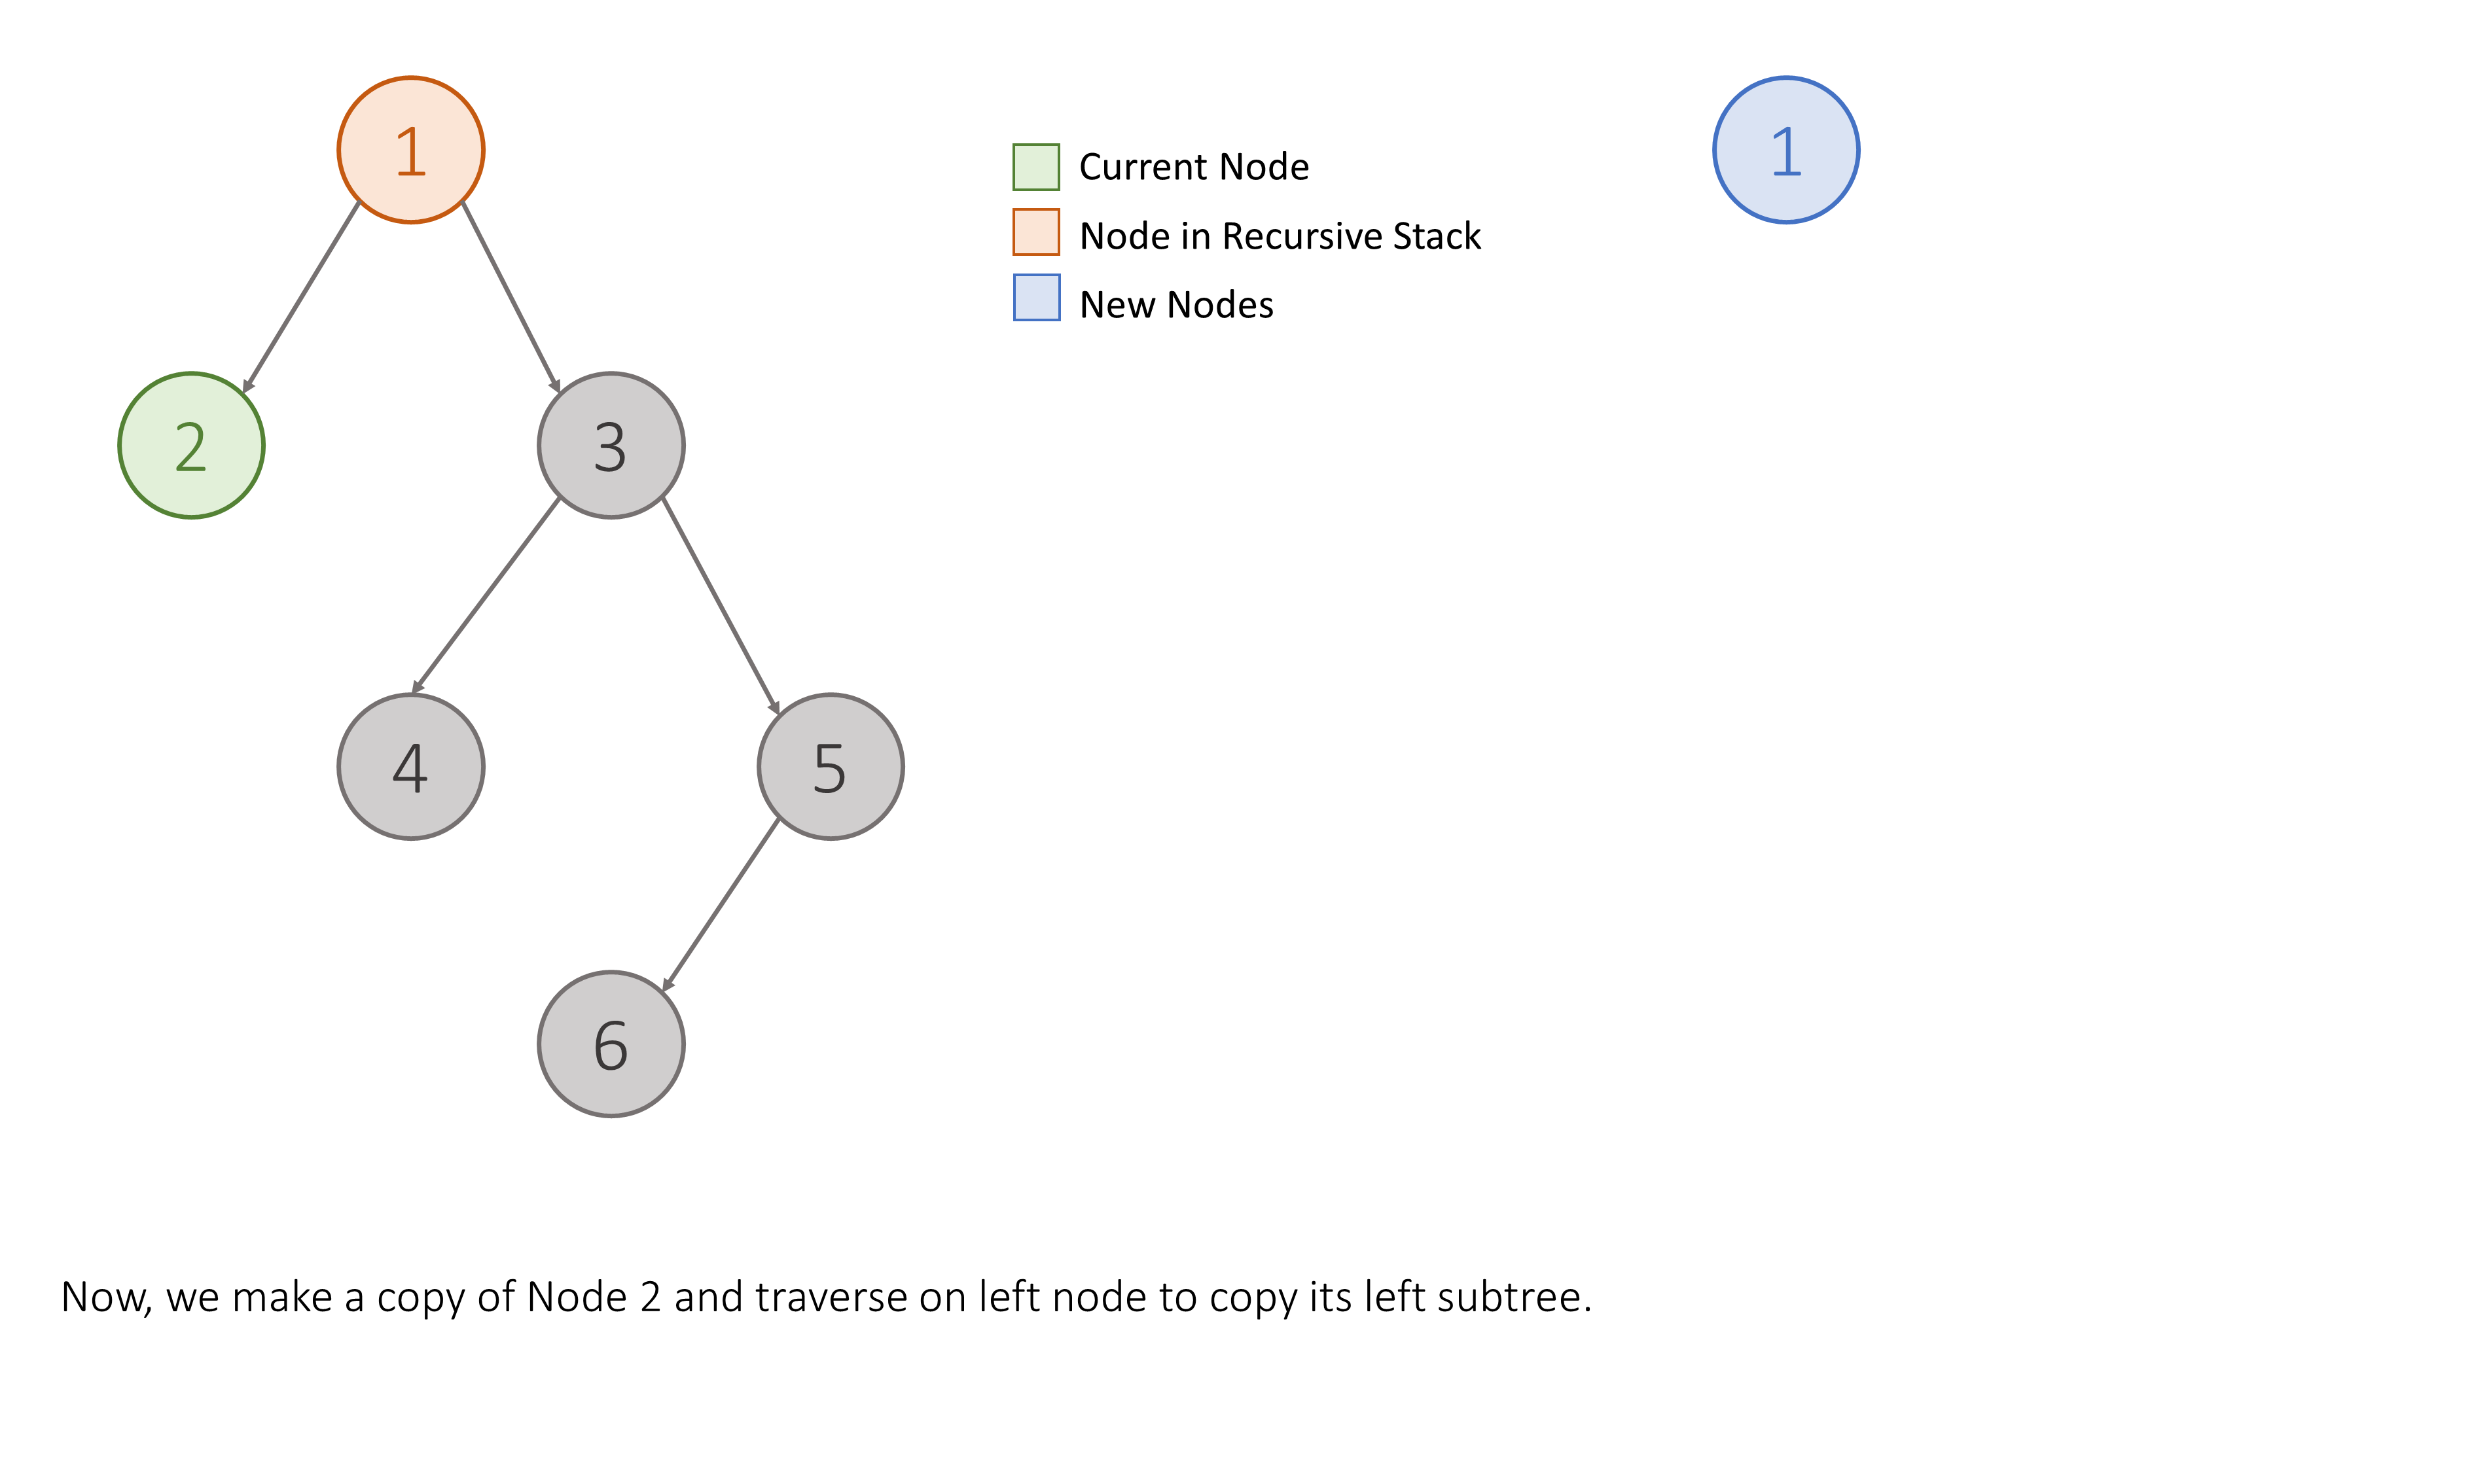 1
1
Current Node
Node in Recursive Stack
New Nodes
2
3
4
5
6
Now, we make a copy of Node 2 and traverse on left node to copy its left subtree.